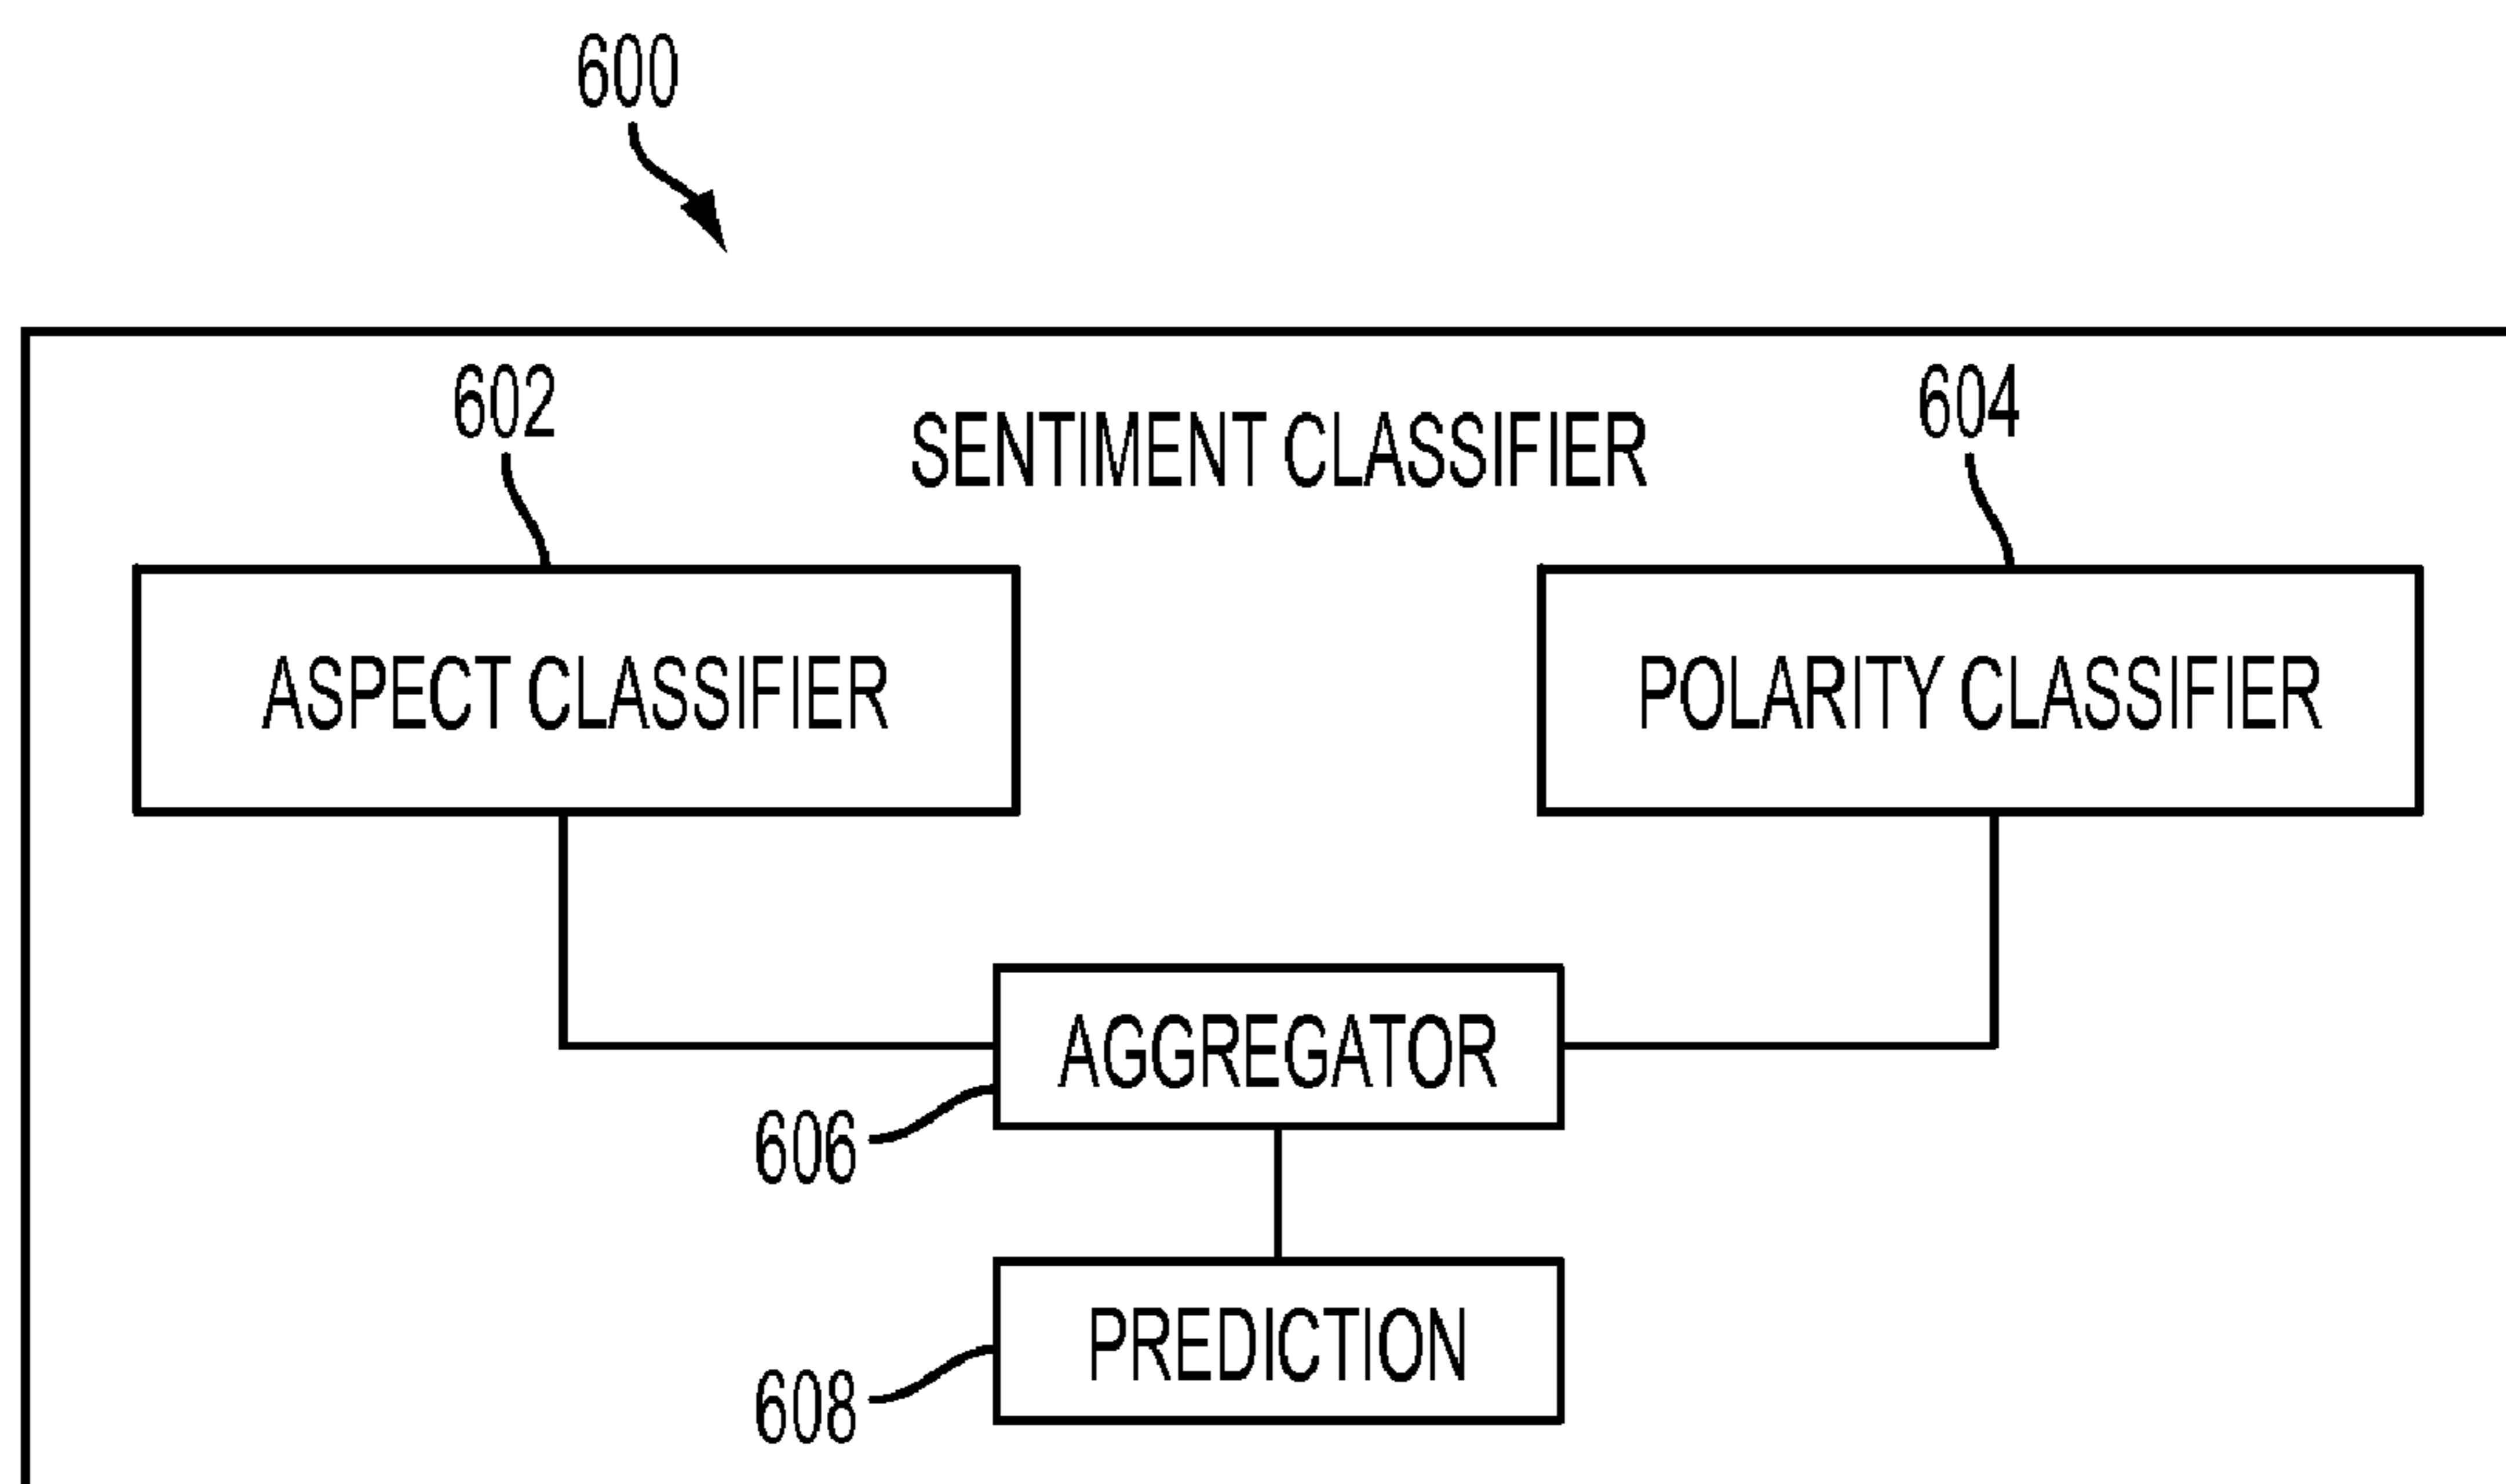 600
602
604
SENTIMENT CLASSIFIER
ASPECT CLASSIFIER
POLARITY CLASSIFIER
AGGREGATOR
606
PREDICTION
608